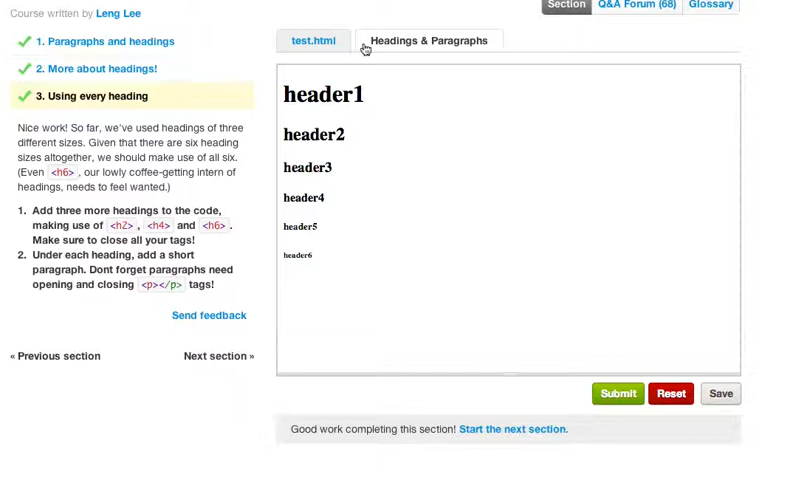 Course written by Leng Lee
Section Q&A Forum (68) Glossary
1. Paragraphs and headings
2. More about headings!
3. Using every heading
Nice work! So far, we've used headings of three
different sizes. Given that there are six heading
sizes altogether, we should make use of all six.
(Even <h6> , our lowly coffee-getting intern of
headings, needs to feel wanted.)
1. Add three more headings to the code,
making use of <h2> , <h4> and <h6> .
Make sure to close all your tags!
2. Under each heading, add a short
paragraph. Dont forget paragraphs need
opening and closing <p></p> tags!
Send feedback
« Previous section Next section »
test.html Headings & Paragraphs
header1
header2
header3
header4
header5
header6
Submit Reset Save
Good work completing this section! Start the next section.